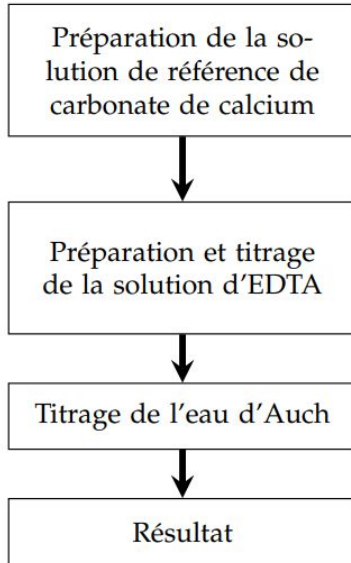 Préparation de la so-
lution de référence de
carbonate de calcium
Préparation et titrage
de la solution d'EDTA
Titrage de l'eau d'Auch
Résultat